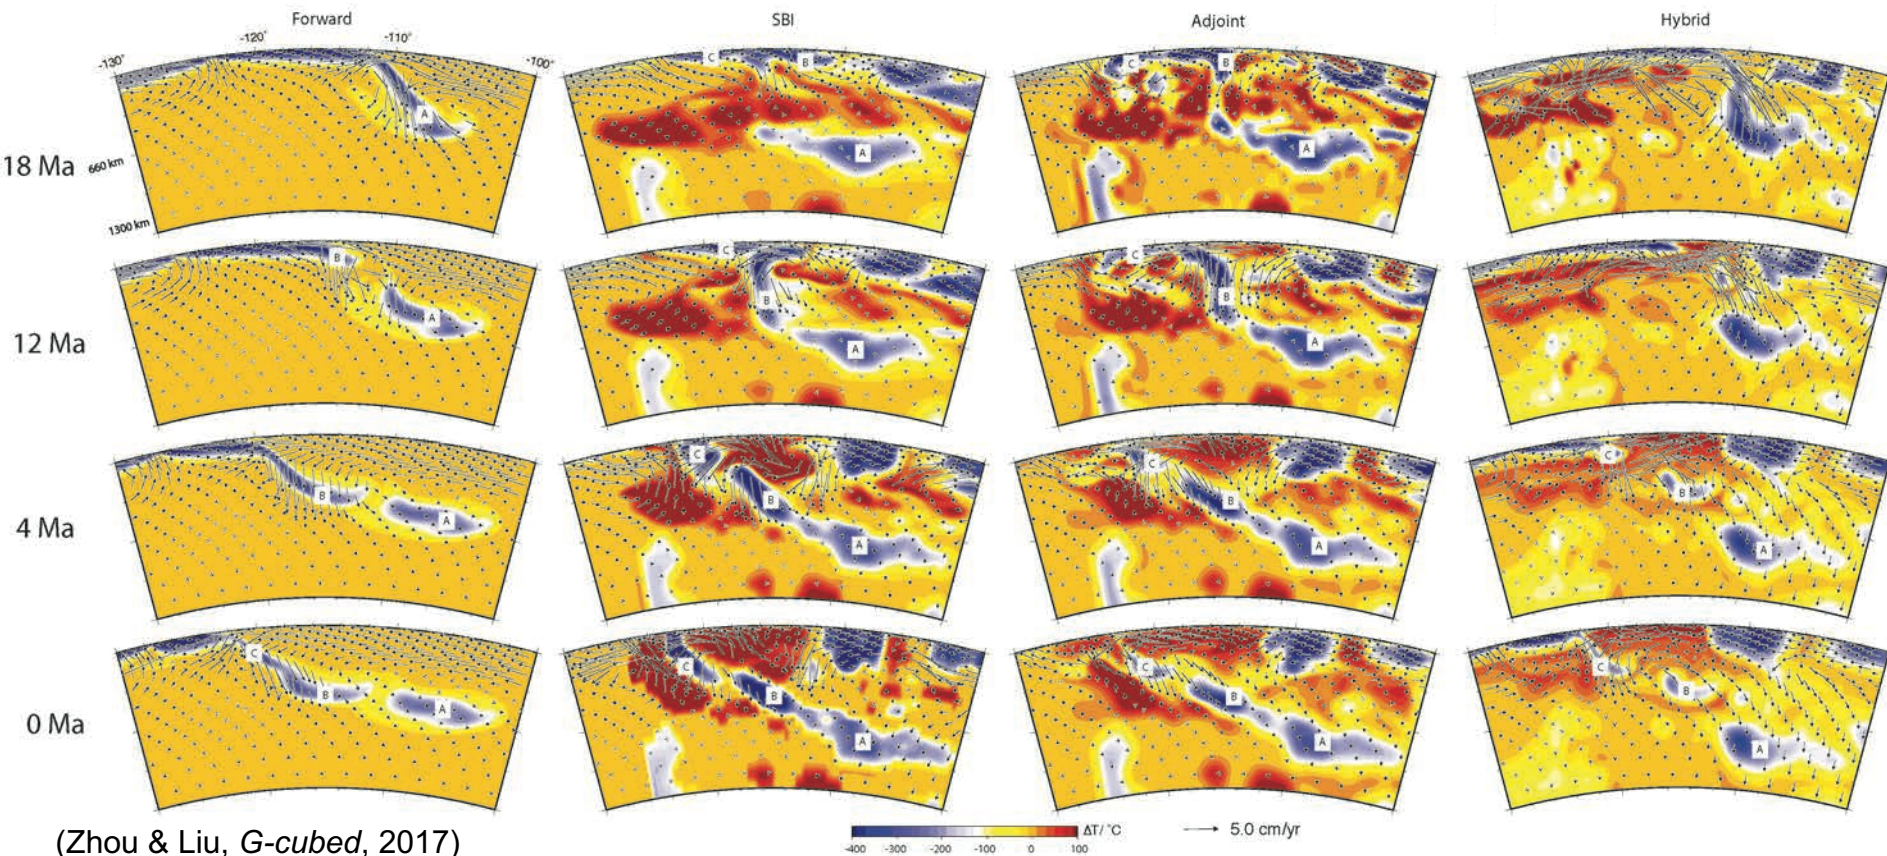 Forward
SBI
Adjoint
Hybrid
-130°
-120°
-110°
-100°
18 Ma
660 km
1300 km
A
C
B
A
C
B
A
12 Ma
B
A
C
B
A
C
B
A
4 Ma
B
A
C
B
A
C
B
A
C
B
A
0 Ma
C
B
A
C
B
A
C
B
A
C
B
A
(Zhou & Liu, G-cubed, 2017)
-400 -300 -200 -100 0 100
ΔT/ °C
5.0 cm/yr